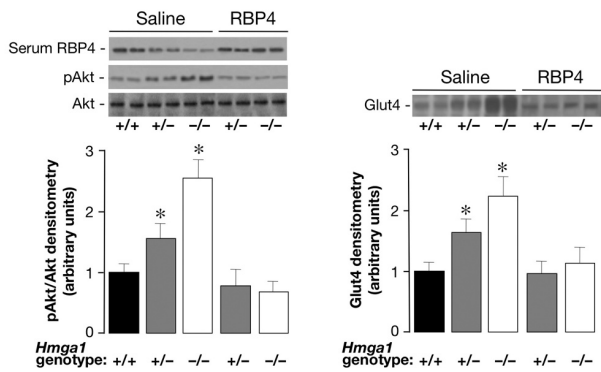 Saline RBP4
Serum RBP4 -
pAkt -
Akt -
+/+ +/– –/– +/– –/–
pAkt/Akt densitometry
(arbitrary units)
3
2
1
0
*
*
Hmga1
genotype: +/+ +/– –/– +/– –/–
Saline RBP4
Glut4 -
+/+ +/– –/– +/– –/–
Glut4 densitometry
(arbitrary units)
3
2
1
0
*
*
Hmga1
genotype: +/+ +/– –/– +/– –/–